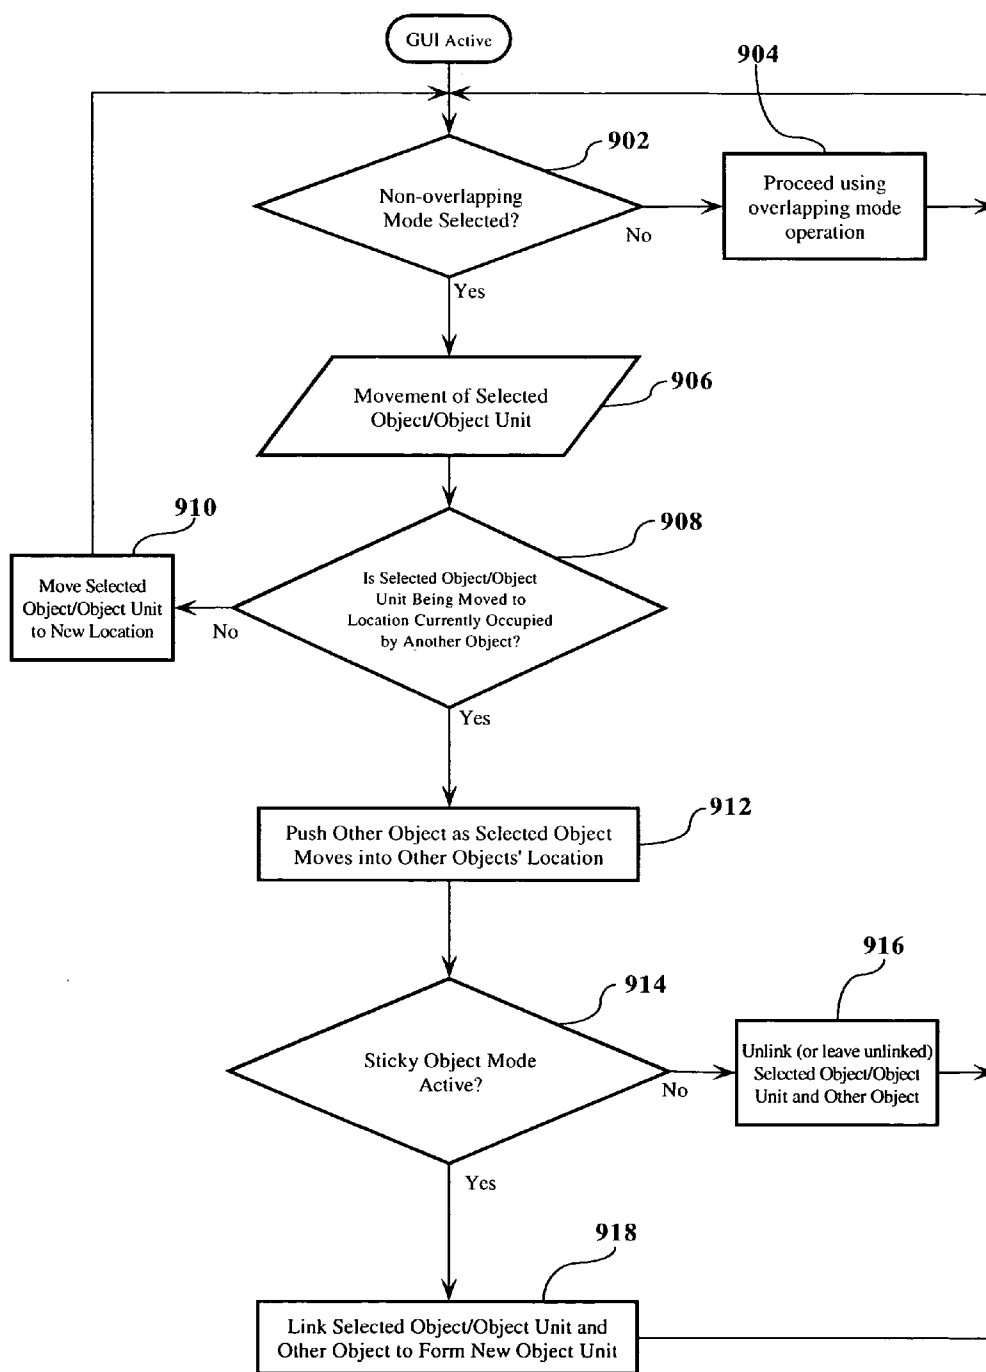 GUI Active
904
902
Non-overlapping
Mode Selected?
No
Proceed using
overlapping mode
operation
Yes
Movement of Selected
Object/Object Unit
906
910
908
Move Selected
Object/Object Unit
to New Location
No
Is Selected Object/Object
Unit Being Moved to
Location Currently Occupied
by Another Object?
Yes
912
Push Other Object as Selected Object
Moves into Other Objects' Location
914
916
Sticky Object Mode
Active?
No
Unlink (or leave unlinked)
Selected Object/Object
Unit and Other Object
Yes
918
Link Selected Object/Object Unit and
Other Object to Form New Object Unit